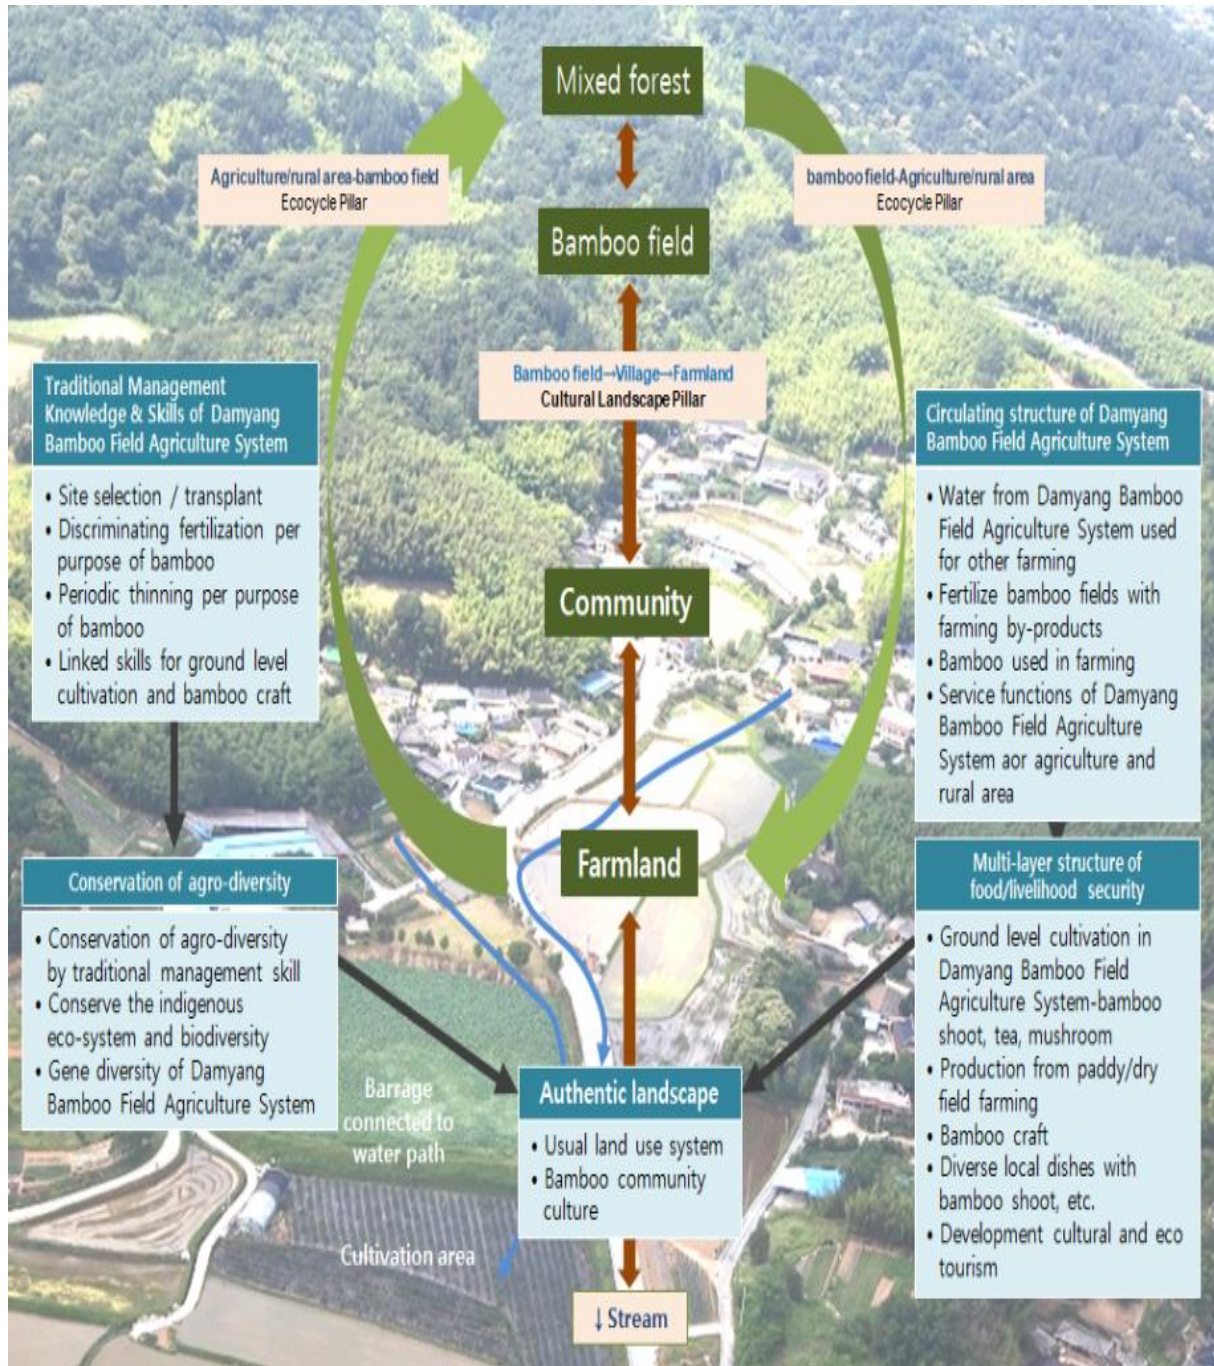 Mixed forest
Agriculture/rural area-bamboo field
Ecocycle Pillar
bamboo field-Agriculture/rural area
Ecocycle Pillar
Bamboo field
Bamboo field→Village→Farmland
Cultural Landscape Pillar
Traditional Management
Knowledge & Skills of Damyang
Bamboo Field Agriculture System
• Site selection / transplant
• Discriminating fertilization per
purpose of bamboo
• Periodic thinning per purpose
of bamboo
• Linked skills for ground level
cultivation and bamboo craft
Circulating structure of Damyang
Bamboo Field Agriculture System
• Water from Damyang Bamboo
Field Agriculture System used
for other farming
• Fertilize bamboo fields with
farming by-products
• Bamboo used in farming
• Service functions of Damyang
Bamboo Field Agriculture
System aor agriculture and
rural area
Community
Farmland
Conservation of agro-diversity
• Conservation of agro-diversity
by traditional management skill
• Conserve the indigenous
eco-system and biodiversity
• Gene diversity of Damyang
Bamboo Field Agriculture System
Multi-layer structure of
food/livelihood security
• Ground level cultivation in
Damyang Bamboo Field
Agriculture System-bamboo
shoot, tea, mushroom
• Production from paddy/dry
field farming
• Bamboo craft
• Diverse local dishes with
bamboo shoot, etc.
• Development cultural and eco
tourism
Barrage
connected to
water path
Authentic landscape
• Usual land use system
• Bamboo community
culture
Cultivation area
↓ Stream